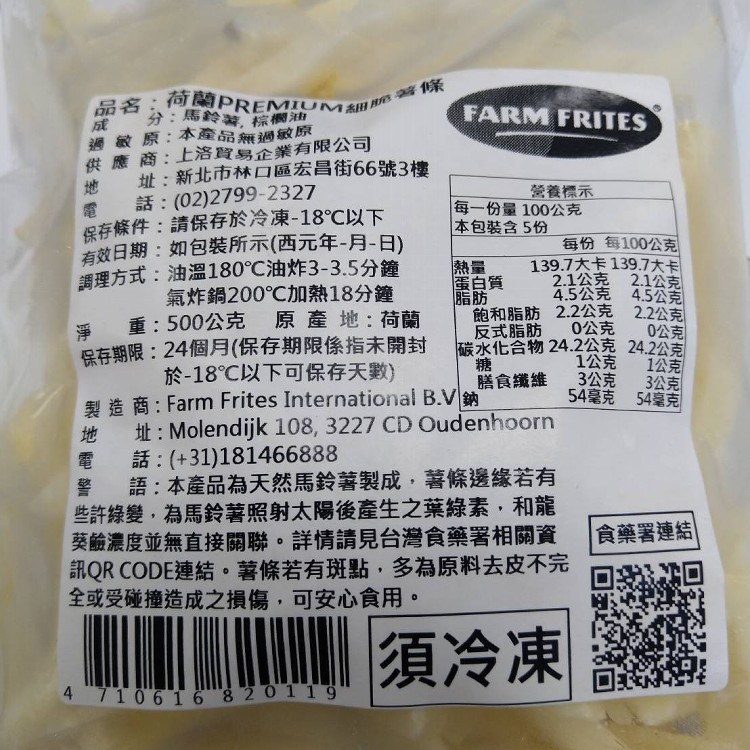 品名：荷蘭PREMIUM細脆薯條
成分：馬鈴薯, 棕櫚油
過敏原：本產品無過敏原
供應商：上洛貿易企業有限公司
地址：新北市林口區宏昌街66號3樓
電話：(02)2799-2327
保存條件：請保存於冷凍-18℃以下
有效日期：如包裝所示(西元年-月-日)
調理方式：油溫180℃油炸3-3.5分鐘
氣炸鍋200℃加熱18分鐘
淨重：500公克 原產地：荷蘭
保存期限：24個月(保存期限係指未開封
於-18℃以下可保存天數)
製造商：Farm Frites International B.V
地址：Molendijk 108, 3227 CD Oudenhoorn
電話：(+31)181466888
警語：本產品為天然馬鈴薯製成，薯條邊緣若有
些許綠變，為馬鈴薯照射太陽後產生之葉綠素，和龍
葵鹼濃度並無直接關聯。詳情請見台灣食藥署相關資
訊QR CODE連結。薯條若有斑點，多為原料去皮不完
全或受碰撞造成之損傷，可安心食用。
FARM FRITES®
營養標示
每一份量 100公克
本包裝含 5份
每份 每100公克
熱量 139.7大卡 139.7大卡
蛋白質 2.1公克 2.1公克
脂肪 4.5公克 4.5公克
飽和脂肪 2.2公克 2.2公克
反式脂肪 0公克 0公克
碳水化合物 24.2公克 24.2公克
糖 1公克 1公克
膳食纖維 3公克 3公克
鈉 54毫克 54毫克
食藥署連結
須冷凍
4 710616 820119